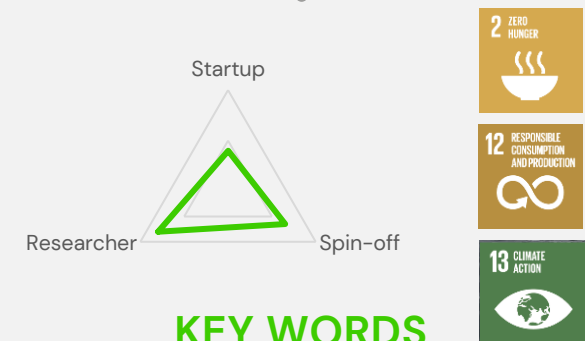 Startup
Researcher
Spin-off
KEY WORDS
2 ZERO
HUNGER
12 RESPONSIBLE
CONSUMPTION
AND PRODUCTION
13 CLIMATE
ACTION